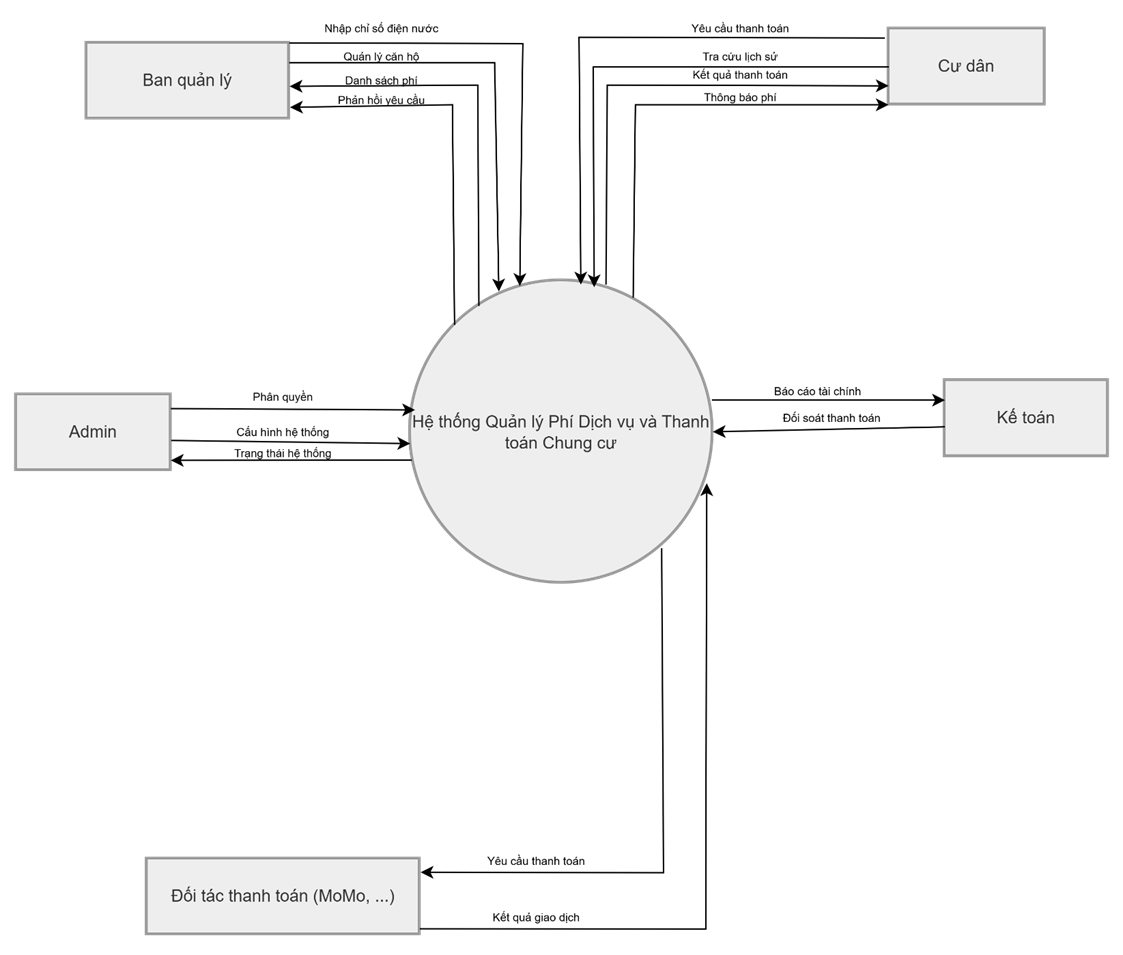 Nhập chỉ số điện nước
Quản lý căn hộ
Danh sách phí
Phản hồi yêu cầu
Ban quản lý
Yêu cầu thanh toán
Tra cứu lịch sử
Kết quả thanh toán
Thông báo phí
Cư dân
Phân quyền
Cấu hình hệ thống
Trạng thái hệ thống
Admin
Hệ thống Quản lý Phí Dịch vụ và Thanh
toán Chung cư
Báo cáo tài chính
Đối soát thanh toán
Kế toán
Yêu cầu thanh toán
Đối tác thanh toán (MoMo, ...)
Kết quả giao dịch